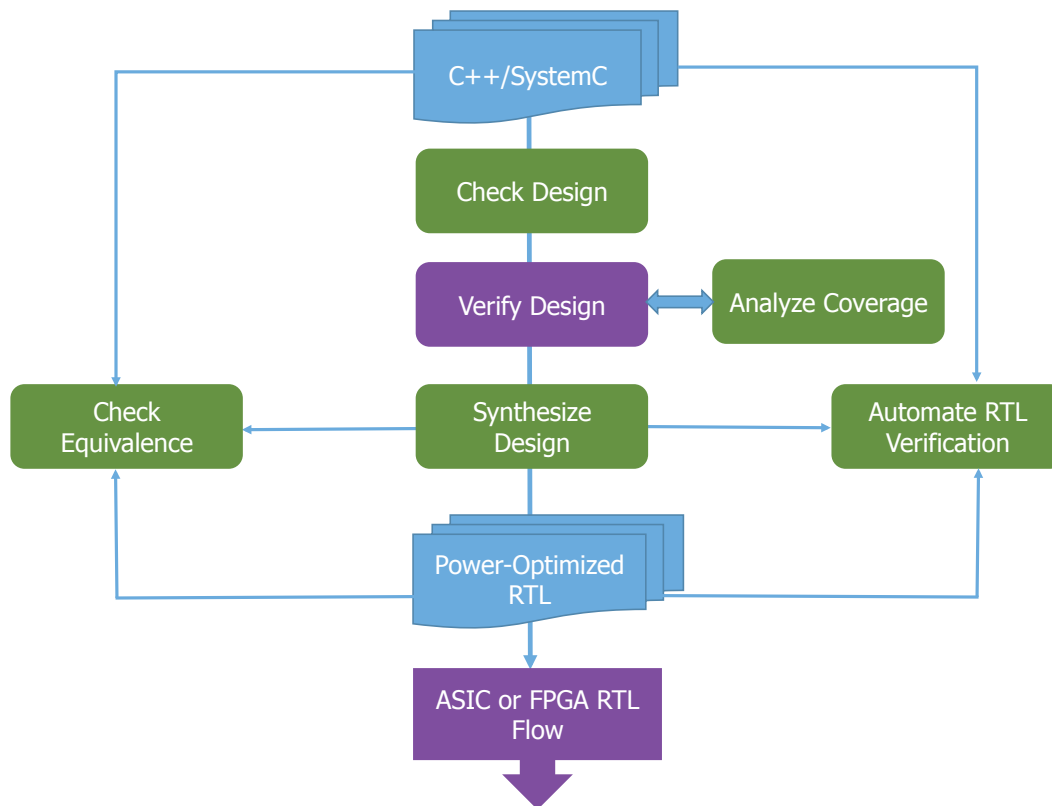 C++/SystemC
Check Design
Verify Design
Analyze Coverage
Check
Equivalence
Synthesize
Design
Automate RTL
Verification
Power-Optimized
RTL
ASIC or FPGA RTL
Flow